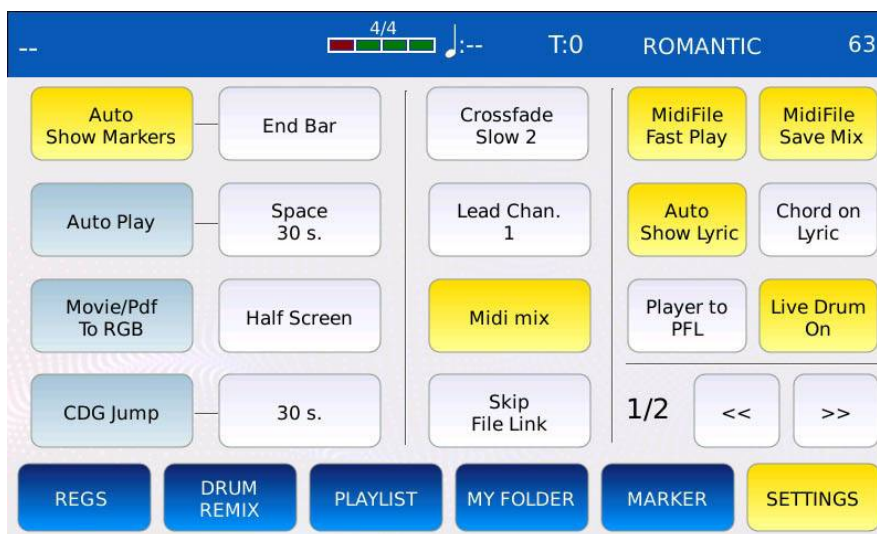 --
4/4
:--
T:0
ROMANTIC
63
Auto
Show Markers
End Bar
Crossfade
Slow 2
MidiFile
Fast Play
MidiFile
Save Mix
Auto Play
Space
30 s.
Lead Chan.
1
Auto
Show Lyric
Chord on
Lyric
Movie/Pdf
To RGB
Half Screen
Midi mix
Player to
PFL
Live Drum
On
CDG Jump
30 s.
Skip
File Link
1/2
<<
>>
REGS
DRUM
REMIX
PLAYLIST
MY FOLDER
MARKER
SETTINGS